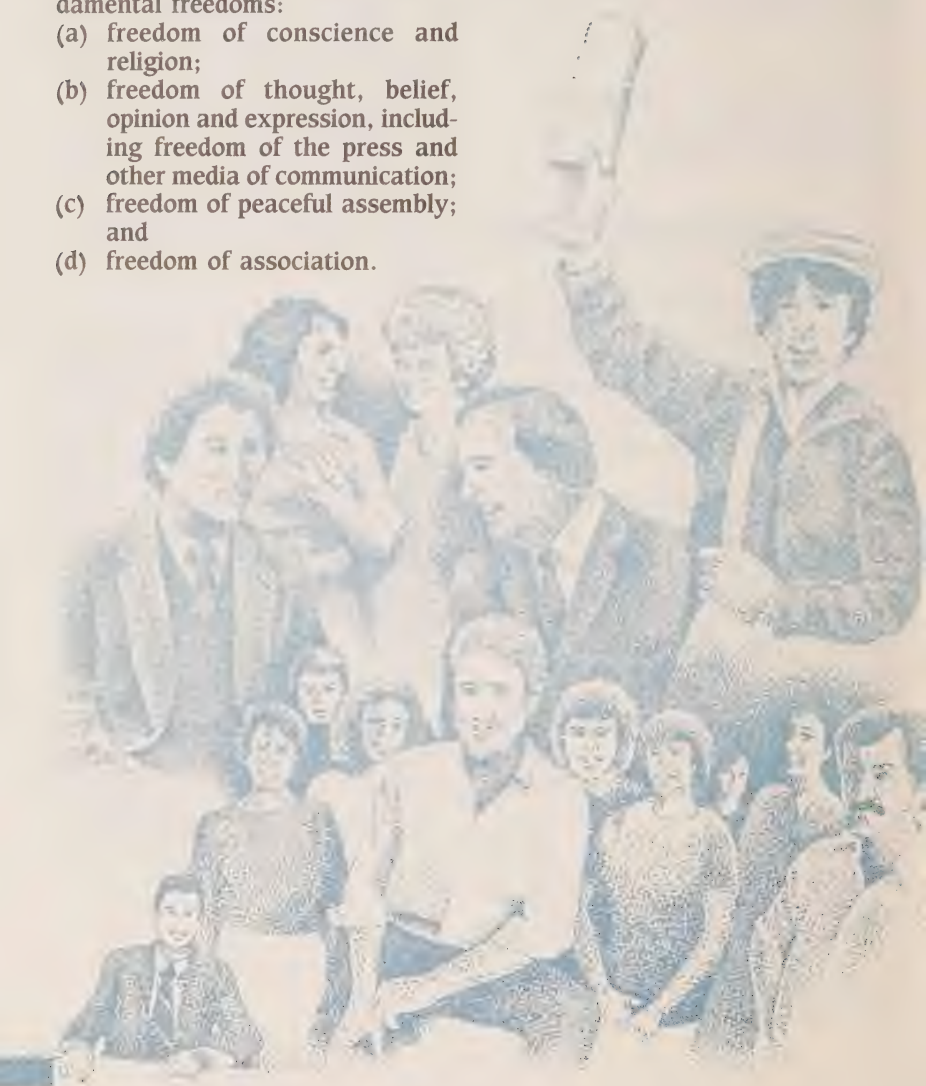 damental freedoms:
(a) freedom of conscience and
religion;
(b) freedom of thought, belief,
opinion and expression, includ-
ing freedom of the press and
other media of communication;
(c) freedom of peaceful assembly;
and
(d) freedom of association.